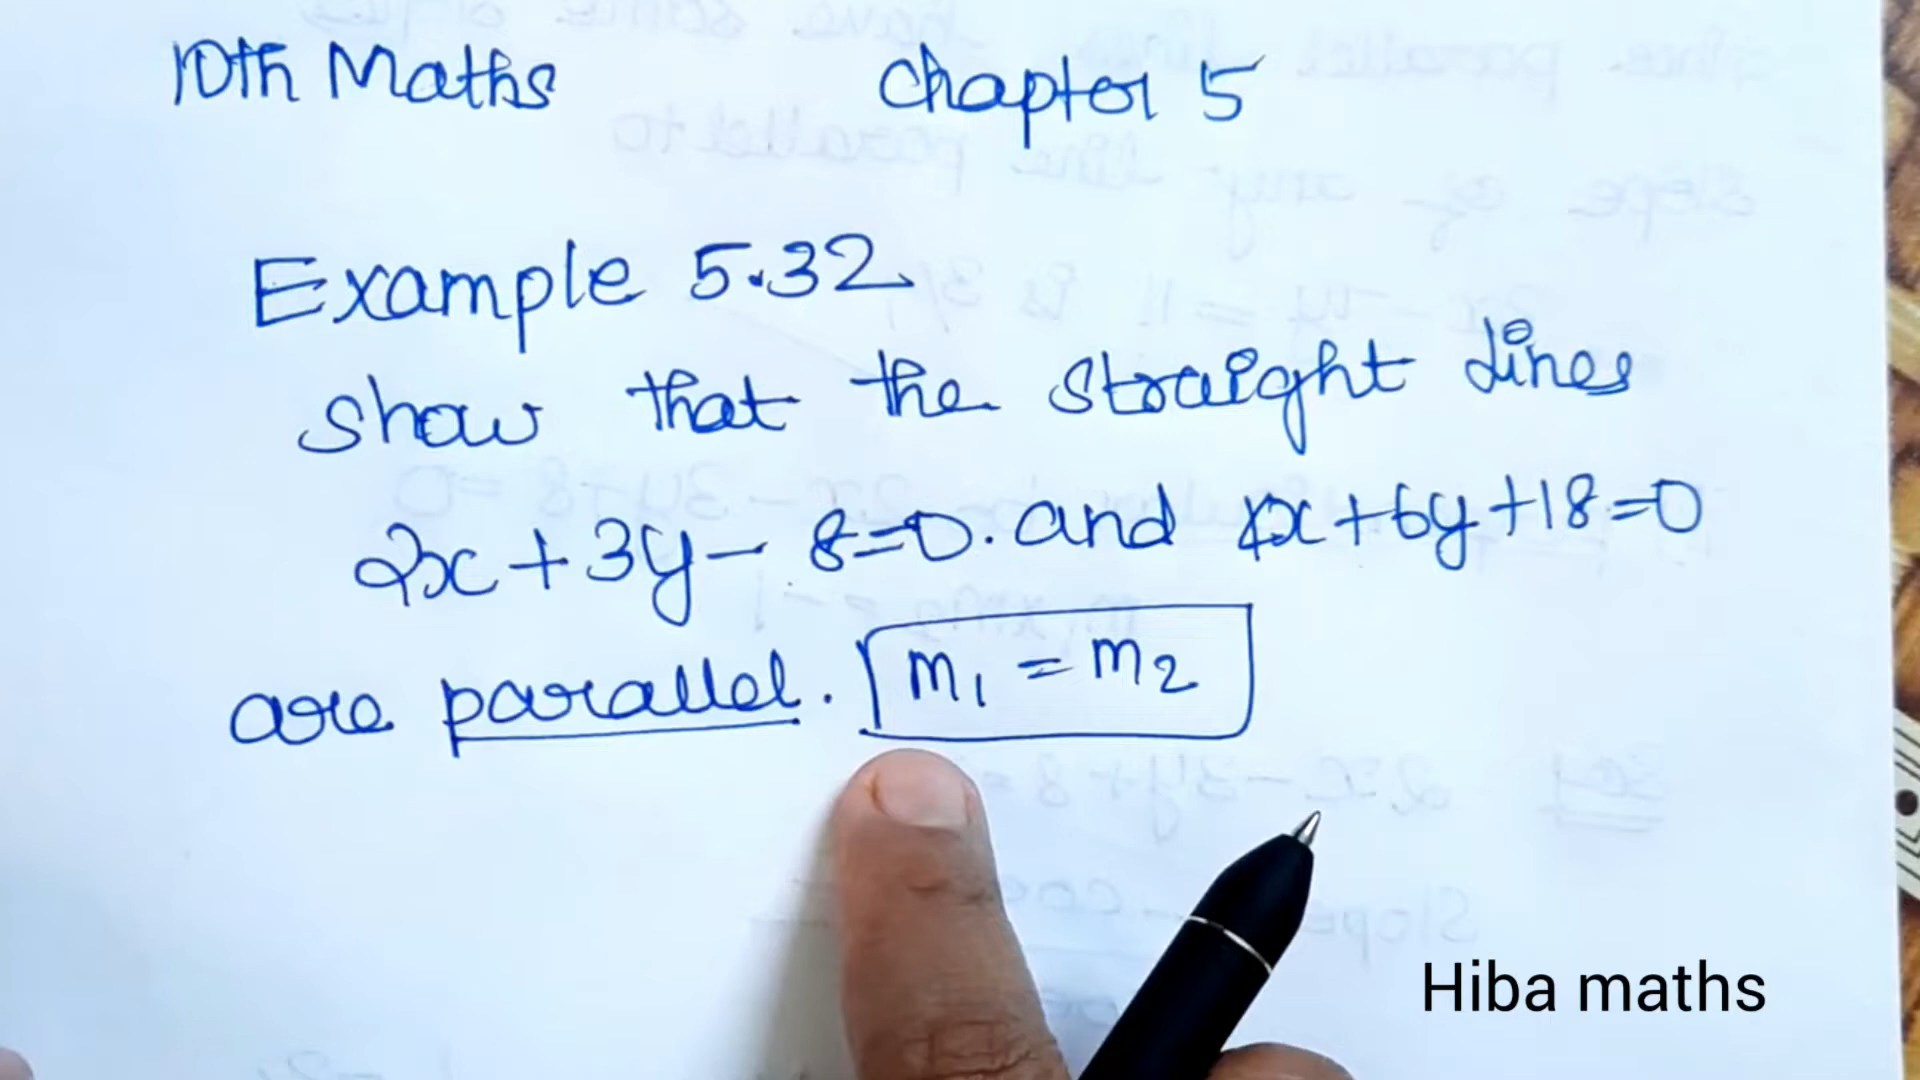 10th Maths chapter 5
Example 5.32
show that the straight lines
2x + 3y - 8 = 0. and 4x + 6y + 18 = 0
are parallel. m₁ = m₂
Hiba maths